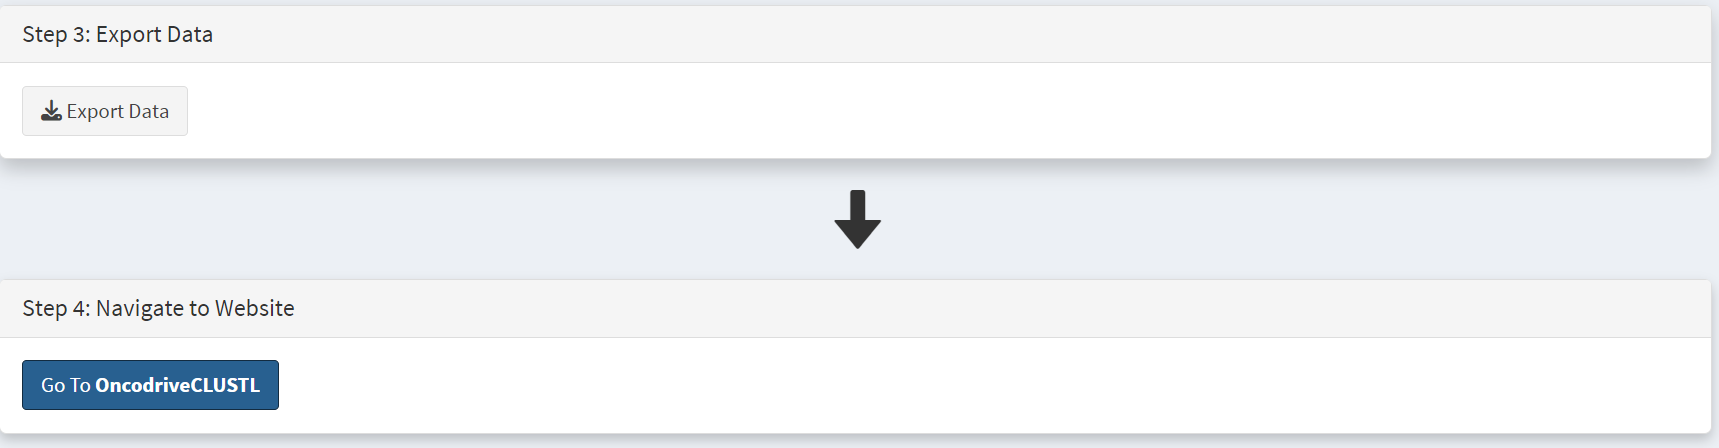 Step 3: Export Data
Export Data
Step 4: Navigate to Website
Go To OncodriveCLUSTL